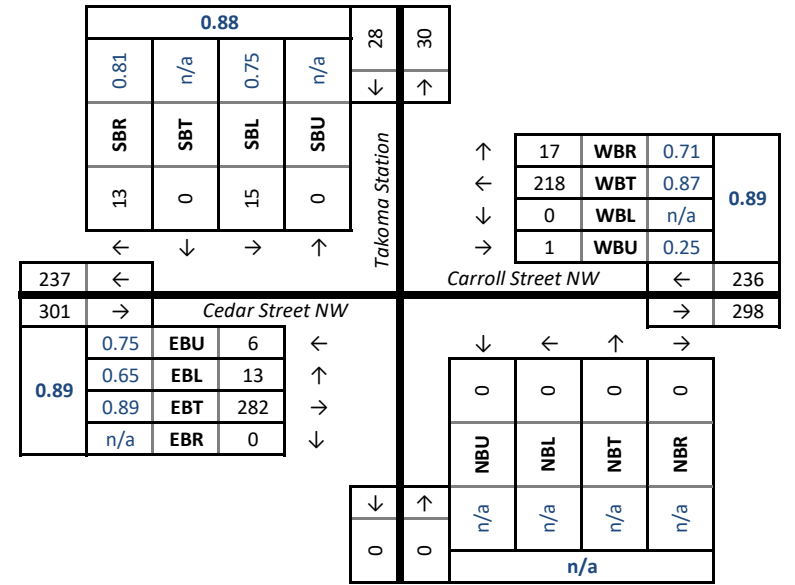 0.88
0.81 n/a 0.75 n/a
28 30
↓ ↑
SBR SBT SBL SBU
13 0 15 0
← ↓ → ↑
Takoma Station
↑ 17 WBR 0.71
← 218 WBT 0.87
↓ 0 WBL n/a
→ 1 WBU 0.25
0.89
237 ←
Carroll Street NW
← 236
301 →
Cedar Street NW
→ 298
0.89
0.75 EBU 6 ←
0.65 EBL 13 ↑
0.89 EBT 282 →
n/a EBR 0 ↓
↓ ← ↑ →
0 0 0 0
NBU NBL NBT NBR
n/a n/a n/a n/a
↓ ↑
0 0
n/a